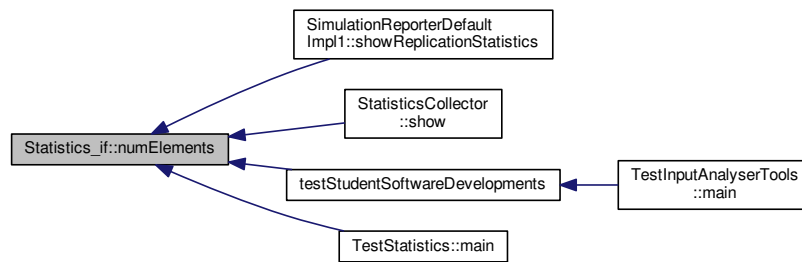 SimulationReporterDefault
Impl1::showReplicationStatistics
StatisticsCollector
::show
Statistics_if::numElements
testStudentSoftwareDevelopments
TestInputAnalyserTools
::main
TestStatistics::main